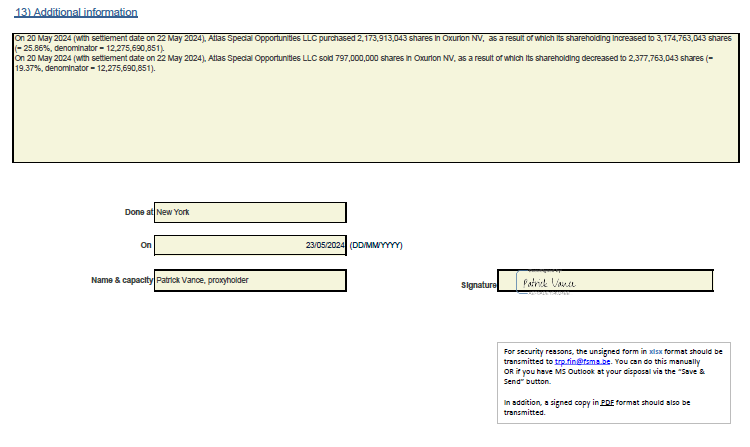 13) Additional information
On 20 May 2024 (with settlement date on 22 May 2024), Atlas Special Opportunities LLC purchased 2,173,913,043 shares in Oxurion NV, as a result of which its shareholding increased to 3,174,763,043 shares
(= 25.86%, denominator = 12,275,690,851).
On 20 May 2024 (with settlement date on 22 May 2024), Atlas Special Opportunities LLC sold 797,000,000 shares in Oxurion NV, as a result of which its shareholding decreased to 2,377,763,043 shares (=
19.37%, denominator = 12,275,690,851).
Done at New York
On 23/05/2024 (DD/MM/YYYY)
Name & capacity Patrick Vance, proxyholder
Signature Patrick Vance
For security reasons, the unsigned form in xlsx format should be
transmitted to trp.fin@fsma.be. You can do this manually
OR if you have MS Outlook at your disposal via the "Save &
Send" button.
In addition, a signed copy in PDF format should also be
transmitted.